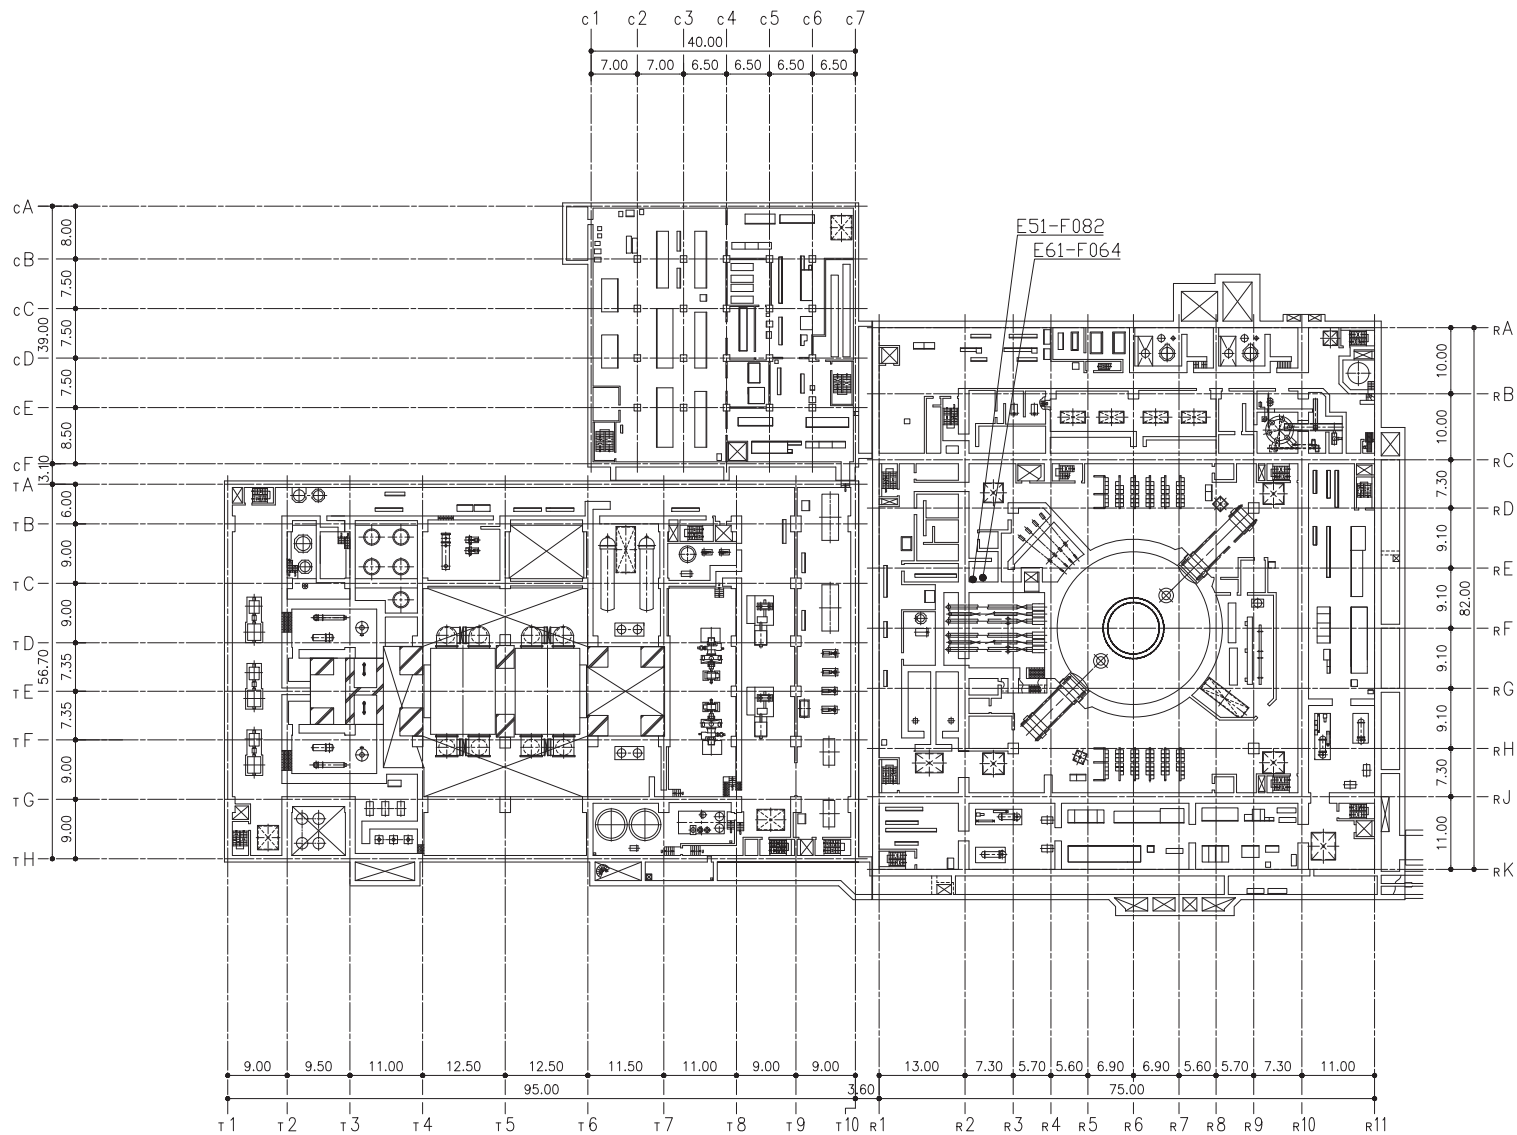 c1 c2 c3 c4 c5 c6 c7
40.00
7.00 7.00 6.50 6.50 6.50 6.50
cA
8.00
cB
7.50
cC
7.50
39.00
cD
7.50
cE
8.50
cF
3.10
TA
6.00
TB
9.00
TC
9.00
TD
7.35
56.70
TE
7.35
TF
9.00
TG
9.00
TH
E51-F082
E61-F064
RA
10.00
RB
10.00
RC
7.30
RD
9.10
RE
9.10
82.00
RF
9.10
RG
9.10
RH
7.30
RJ
11.00
RK
9.00 9.50 11.00 12.50 12.50 11.50 11.00 9.00 9.00 13.00 7.30 5.70 5.60 6.90 6.90 5.60 5.70 7.30 11.00
95.00 3.60 75.00
T1 T2 T3 T4 T5 T6 T7 T8 T9 T10 R1 R2 R3 R4 R5 R6 R7 R8 R9 R10 R11